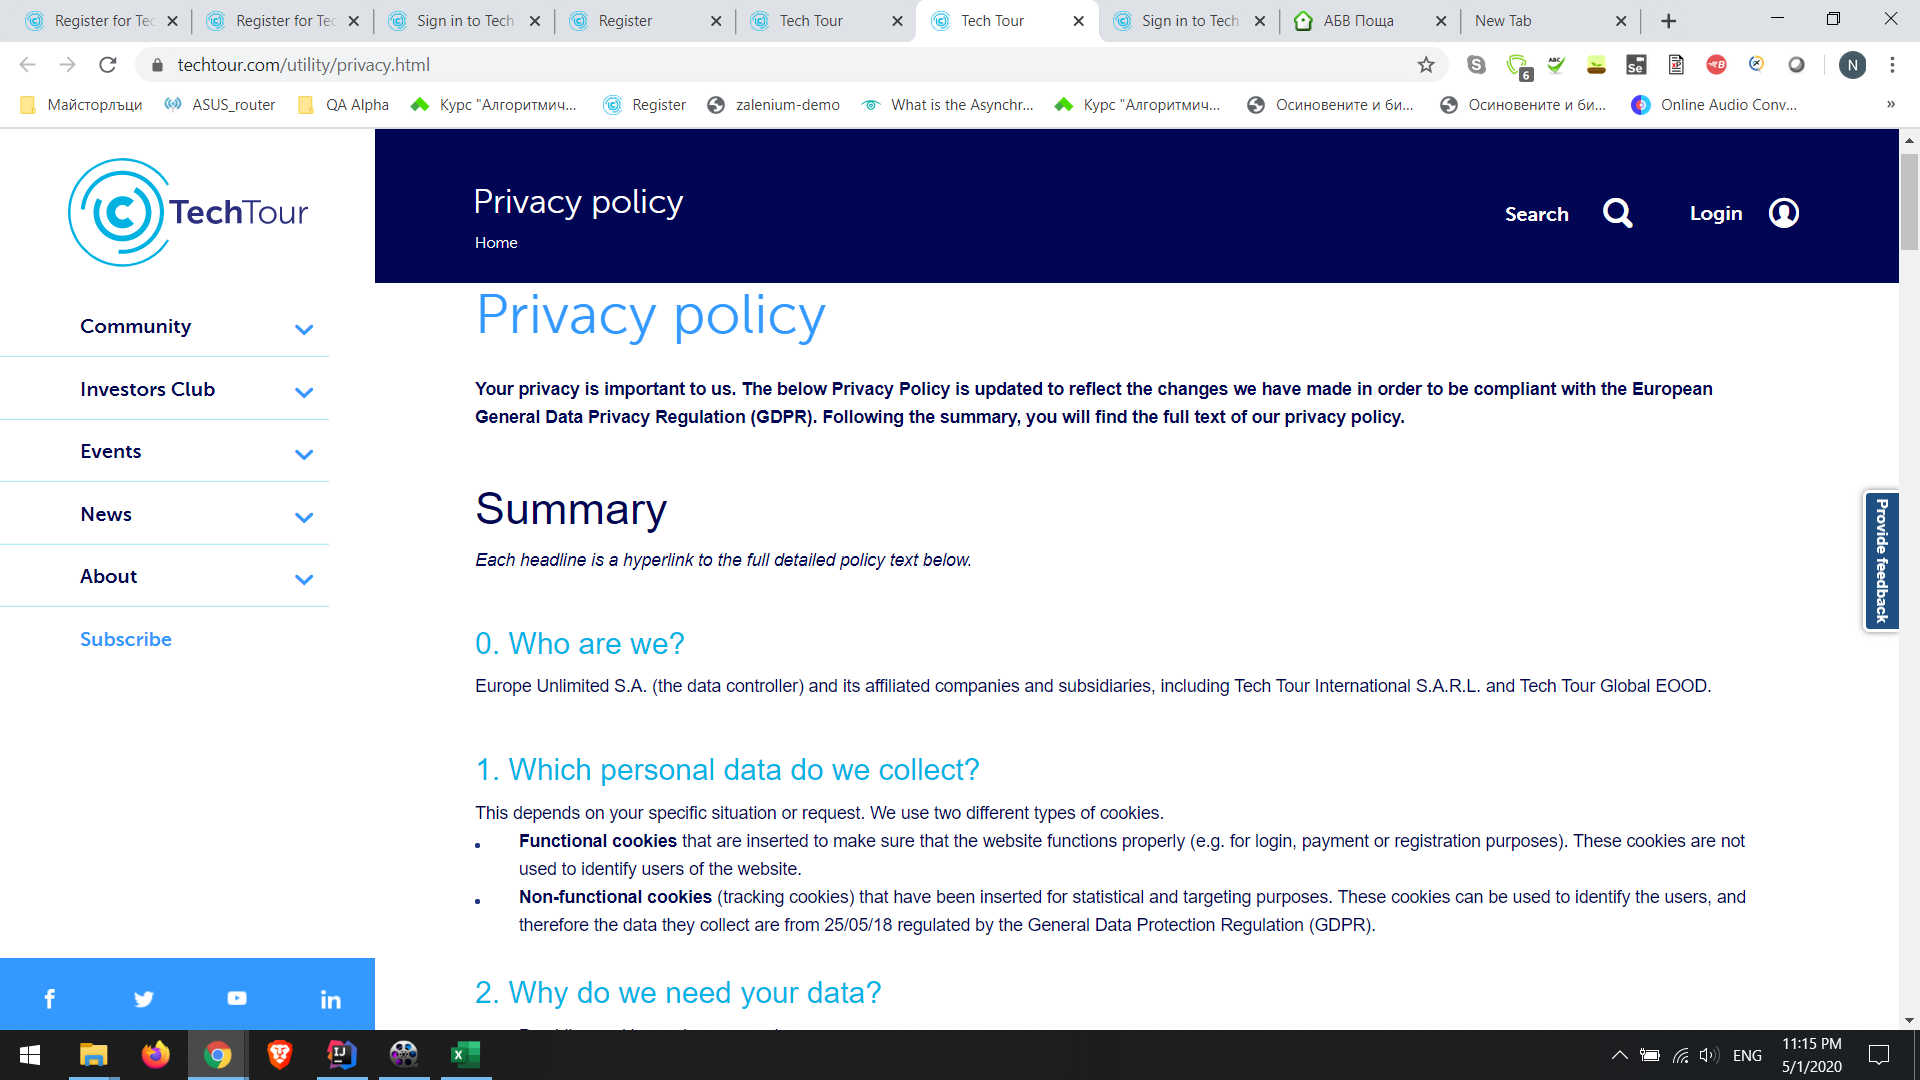 Register for Tec
Register for Tec
Sign in to Tech
Register
Tech Tour
Tech Tour
Sign in to Tech
АБВ Поща
New Tab
techtour.com/utility/privacy.html
6
N
Майсторлъци
ASUS_router
QA Alpha
Курс "Алгоритмич...
Register
zalenium-demo
What is the Asynchr...
Курс "Алгоритмич...
Осиновените и би...
Осиновените и би...
Online Audio Conv...
»
TechTour
Privacy policy
Home
Search
Login
Community
Investors Club
Events
News
About
Subscribe
Privacy policy
Your privacy is important to us. The below Privacy Policy is updated to reflect the changes we have made in order to be compliant with the European
General Data Privacy Regulation (GDPR). Following the summary, you will find the full text of our privacy policy.
Summary
Each headline is a hyperlink to the full detailed policy text below.
0. Who are we?
Europe Unlimited S.A. (the data controller) and its affiliated companies and subsidiaries, including Tech Tour International S.A.R.L. and Tech Tour Global EOOD.
1. Which personal data do we collect?
This depends on your specific situation or request. We use two different types of cookies.
• Functional cookies that are inserted to make sure that the website functions properly (e.g. for login, payment or registration purposes). These cookies are not
used to identify users of the website.
• Non-functional cookies (tracking cookies) that have been inserted for statistical and targeting purposes. These cookies can be used to identify the users, and
therefore the data they collect are from 25/05/18 regulated by the General Data Protection Regulation (GDPR).
2. Why do we need your data?
Provide feedback
ENG
11:15 PM
5/1/2020